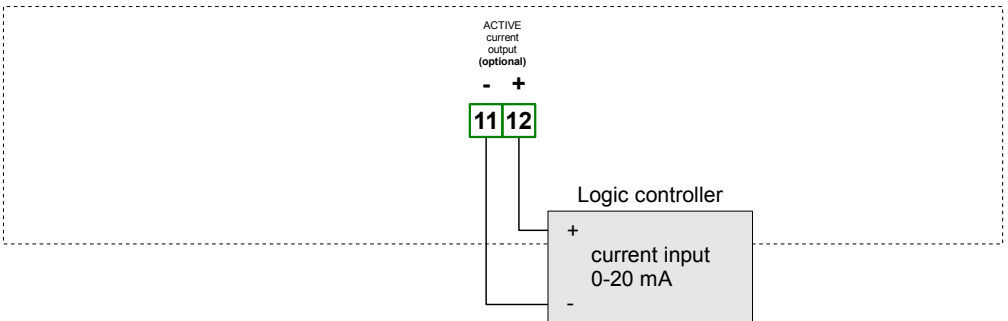 ACTIVE
current
output
(optional)
- +
11 12
Logic controller
+
current input
0-20 mA
-